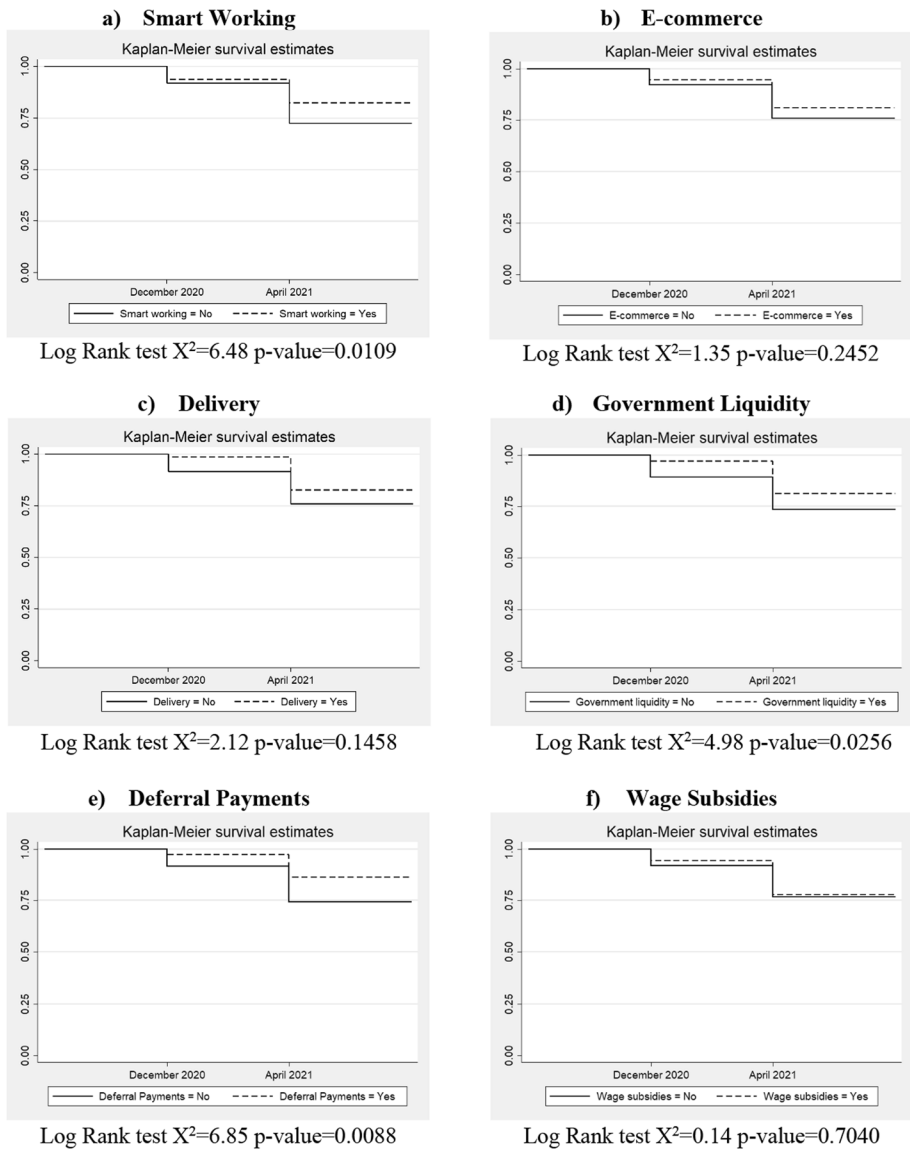 a) Smart Working
Kaplan-Meier survival estimates
1.00
0.75
0.50
0.25
0.00
December 2020 April 2021
Smart working = No Smart working = Yes
Log Rank test X²=6.48 p-value=0.0109
b) E-commerce
Kaplan-Meier survival estimates
1.00
0.75
0.50
0.25
0.00
December 2020 April 2021
E-commerce = No E-commerce = Yes
Log Rank test X²=1.35 p-value=0.2452
c) Delivery
Kaplan-Meier survival estimates
1.00
0.75
0.50
0.25
0.00
December 2020 April 2021
Delivery = No Delivery = Yes
Log Rank test X²=2.12 p-value=0.1458
d) Government Liquidity
Kaplan-Meier survival estimates
1.00
0.75
0.50
0.25
0.00
December 2020 April 2021
Government liquidity = No Government liquidity = Yes
Log Rank test X²=4.98 p-value=0.0256
e) Deferral Payments
Kaplan-Meier survival estimates
1.00
0.75
0.50
0.25
0.00
December 2020 April 2021
Deferral Payments = No Deferral Payments = Yes
Log Rank test X²=6.85 p-value=0.0088
f) Wage Subsidies
Kaplan-Meier survival estimates
1.00
0.75
0.50
0.25
0.00
December 2020 April 2021
Wage subsidies = No Wage subsidies = Yes
Log Rank test X²=0.14 p-value=0.7040